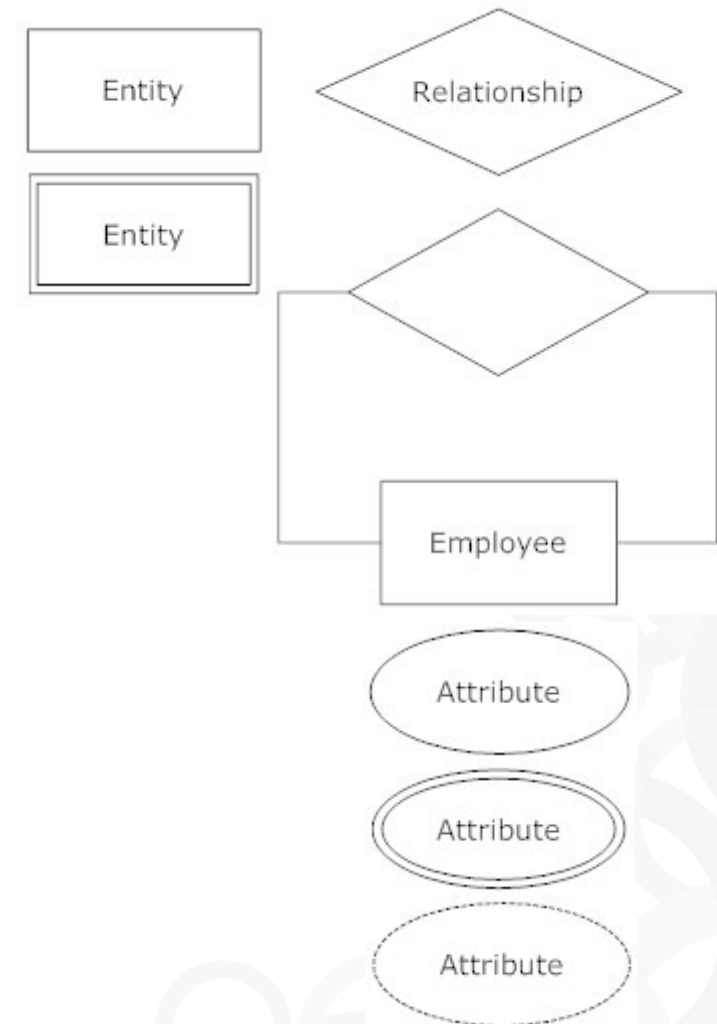 Entity
Relationship
Entity
Employee
Attribute
Attribute
Attribute